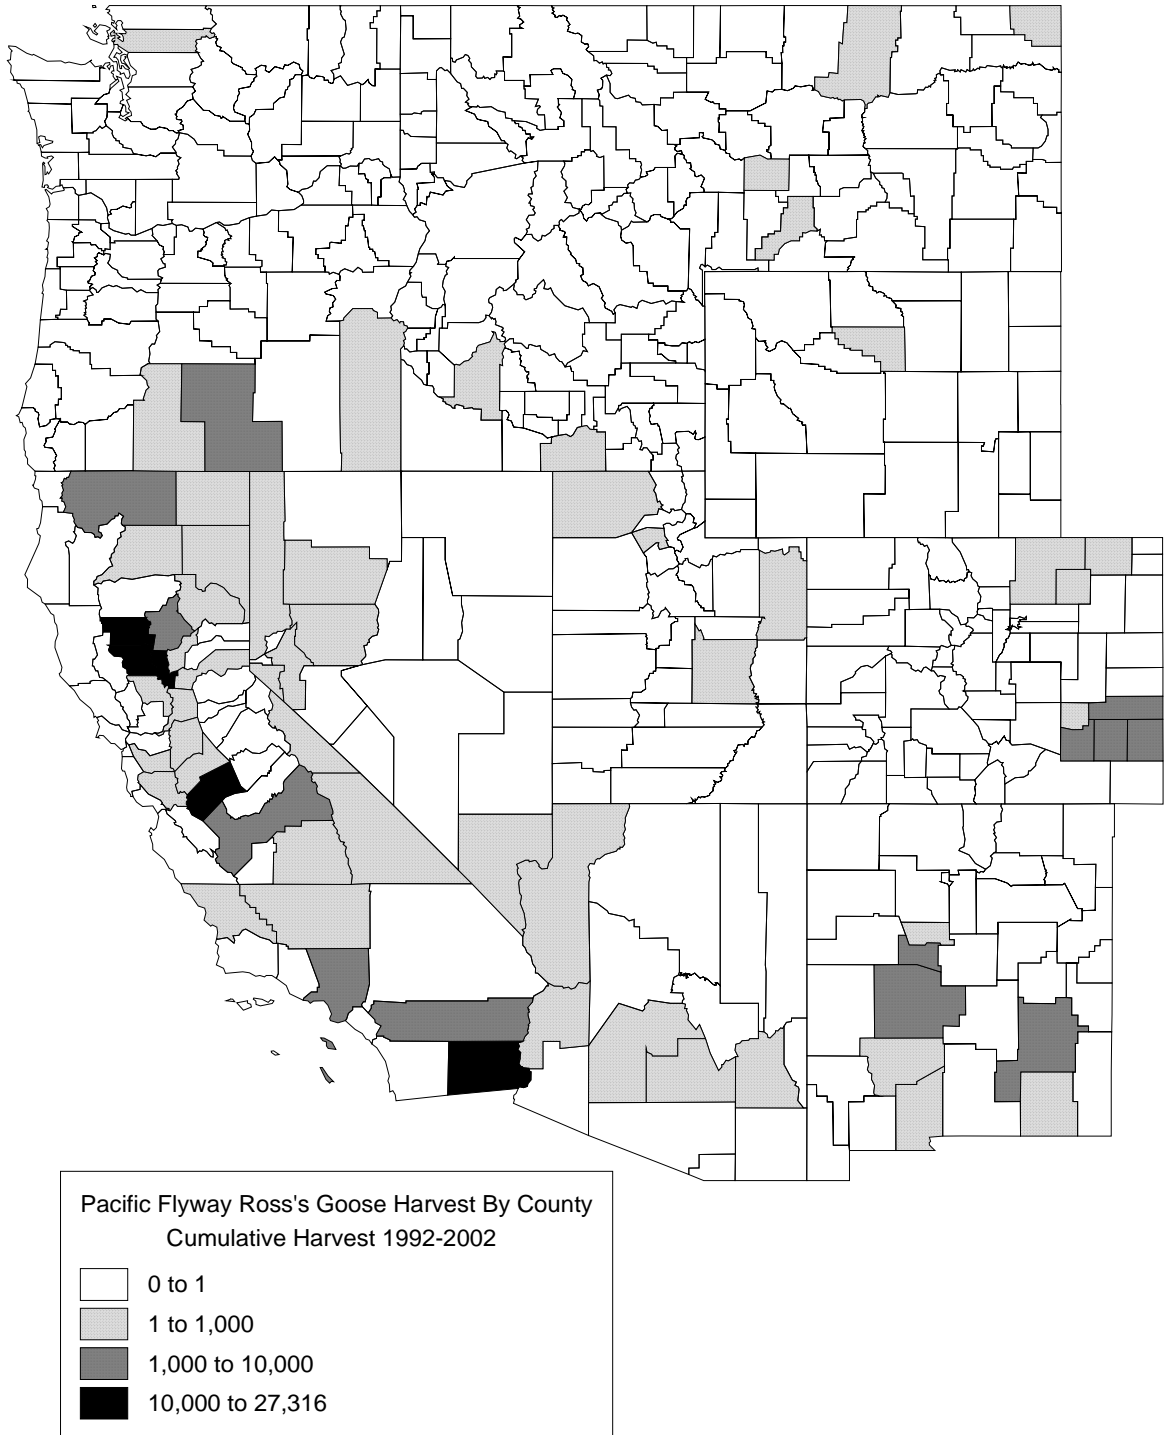 Pacific Flyway Ross's Goose Harvest By County
Cumulative Harvest 1992-2002
0 to 1
1 to 1,000
1,000 to 10,000
10,000 to 27,316